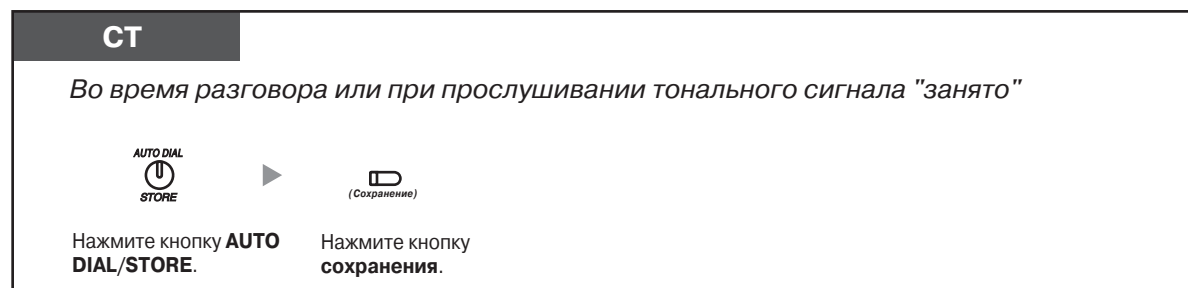 СТ
Во время разговора или при прослушивании тонального сигнала "занято"
AUTO DIAL
STORE
(Сохранение)
Нажмите кнопку AUTO
DIAL/STORE.
Нажмите кнопку
сохранения.